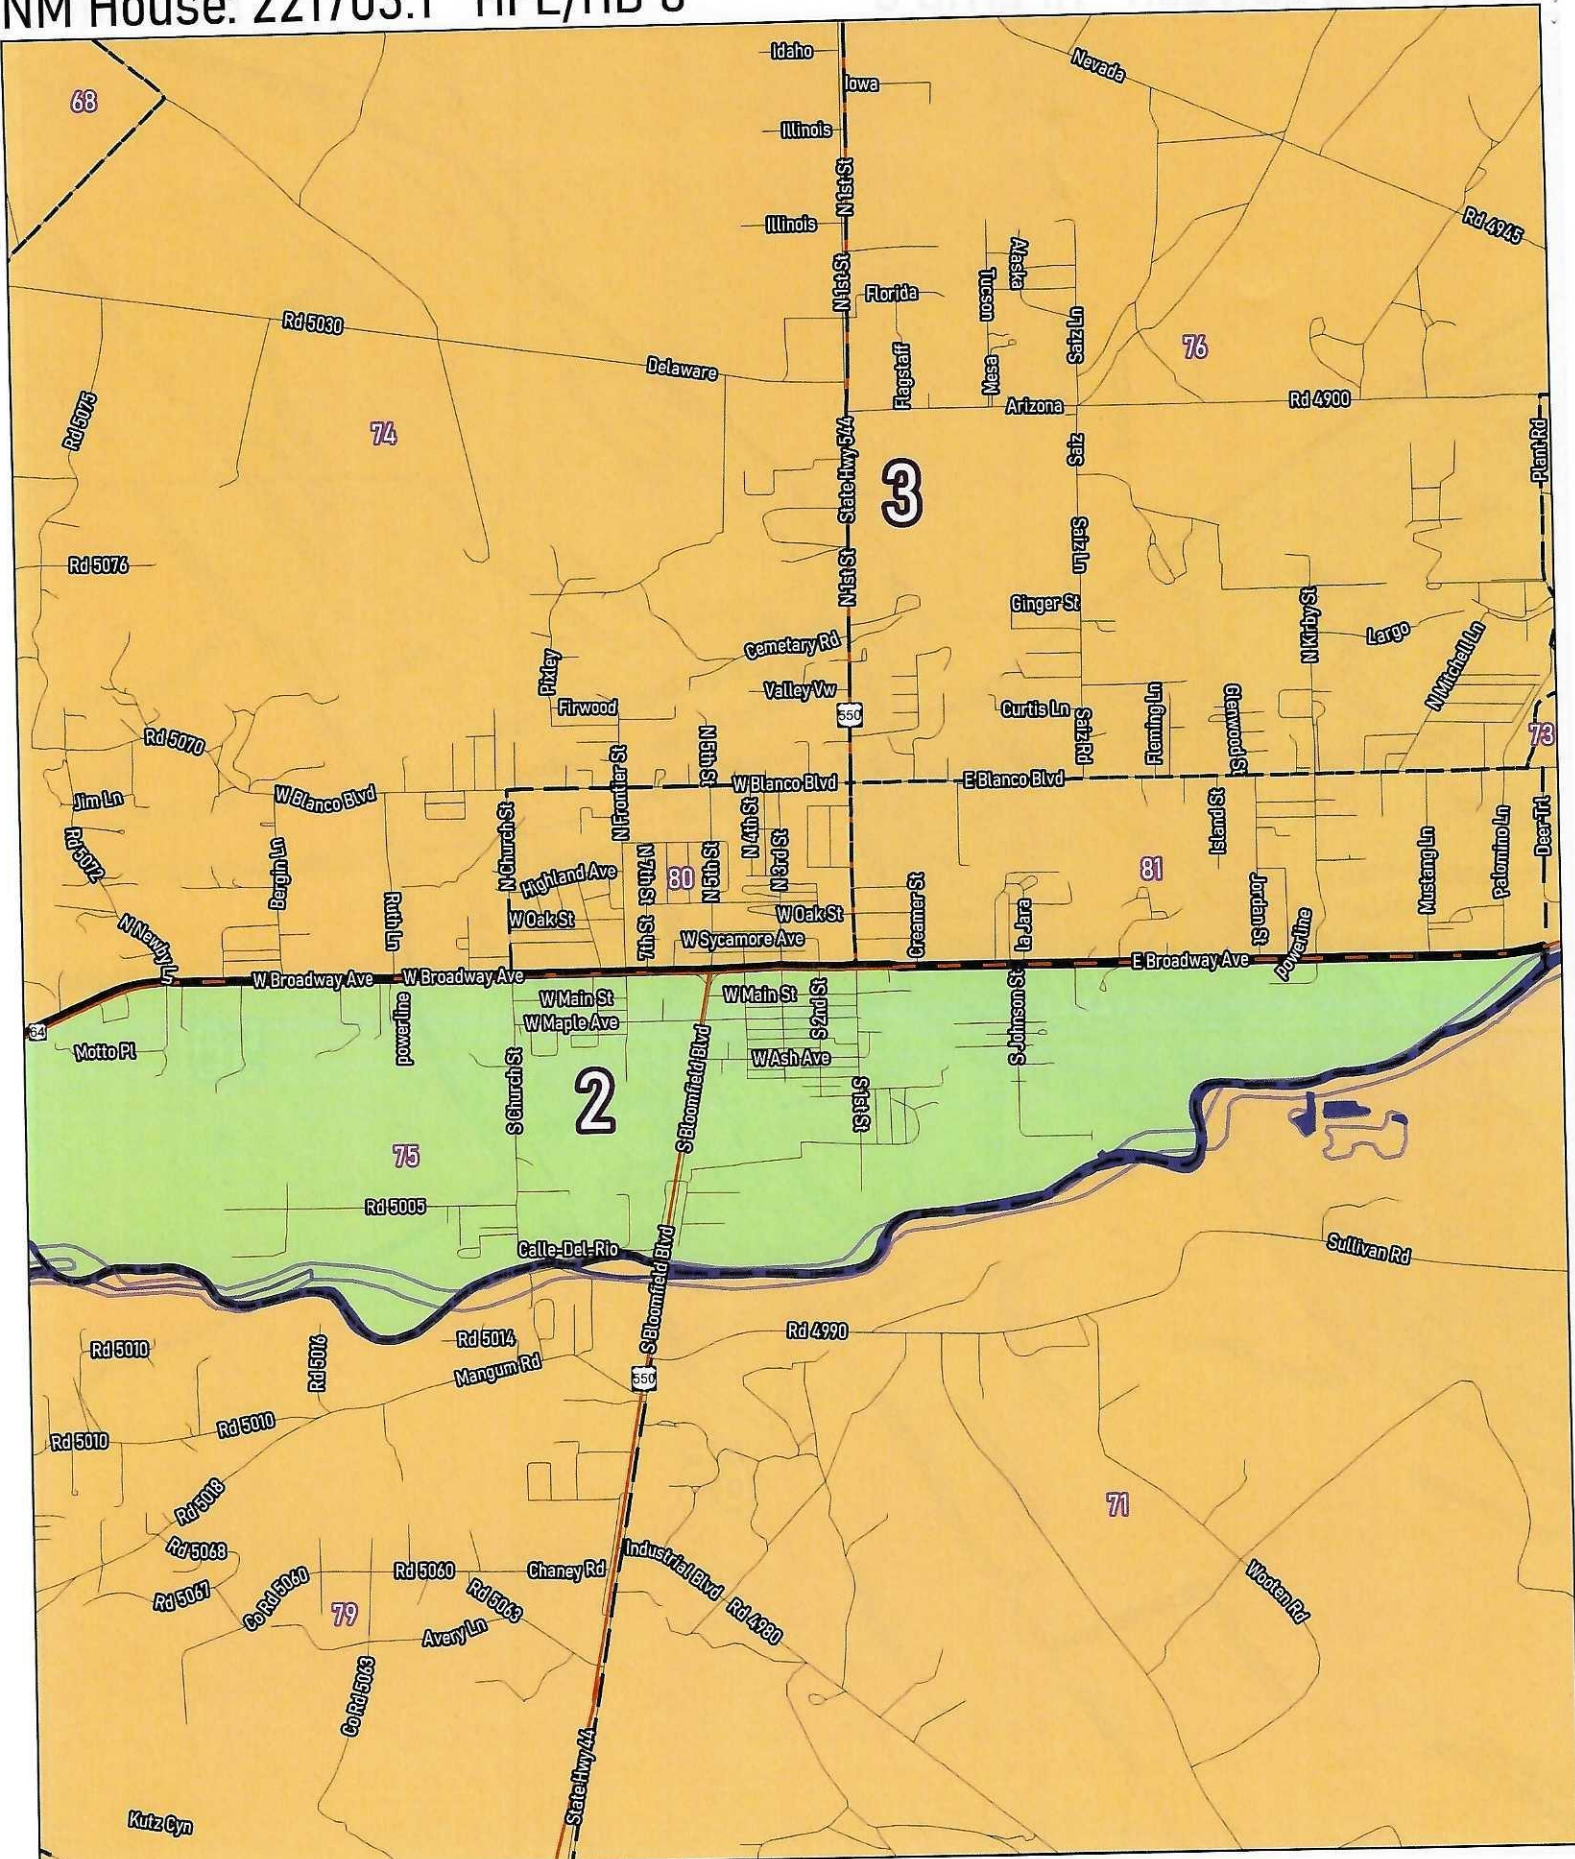 NM House: 221703.1
Idaho
Iowa
Nevada
68
Illinois
N 1st St
Illinois
Rd 4945
Alaska
N 1st St
Florida
Tucson
Rd 5030
Saiz Ln
76
Delaware
Flagstaff
Mesa
Rd 5075
Arizona
Rd 4900
74
State Hwy 544
Saiz
Plant Rd
3
Saiz Ln
Rd 5076
N 1st St
Ginger St
N Kirby St
Largo
Cemetary Rd
Pixley
N Mitchell Ln
Valley Vw
Firwood
550
Curtis Ln
Saiz Rd
Fleming Ln
Glenwood St
73
Rd 5070
N 5th St
N Frontier St
W Blanco Blvd
E Blanco Blvd
Jim Ln
W Blanco Blvd
N Church St
N 4th St
Island St
Deer Trl
Rd 5072
Bergin Ln
Highland Ave
N 7th St
80
N 5th St
N 3rd St
81
Mustang Ln
Palomino Ln
Ruth Ln
W Oak St
W Oak St
Creamer St
la Jara
Jordan St
powerline
N Newby Ln
7th St
W Sycamore Ave
W Broadway Ave
W Broadway Ave
E Broadway Ave
64
powerline
W Main St
W Main St
S 2nd St
S Johnson St
W Maple Ave
Motto Pl
W Ash Ave
S Church St
2
S Bloomfield Blvd
S 1st St
75
Rd 5005
Calle-Del-Rio
S Bloomfield Blvd
Sullivan Rd
Rd 5010
Rd 5016
Rd 5014
Rd 4990
Mangum Rd
550
Rd 5010
Rd 5010
Rd 5018
71
Rd 5068
Rd 5067
Co Rd 5060
Rd 5060
Chaney Rd
Industrial Blvd
Wooten Rd
79
Rd 5063
Rd 4980
Avery Ln
Co Rd 5063
State Hwy 44
Kutz Cyn